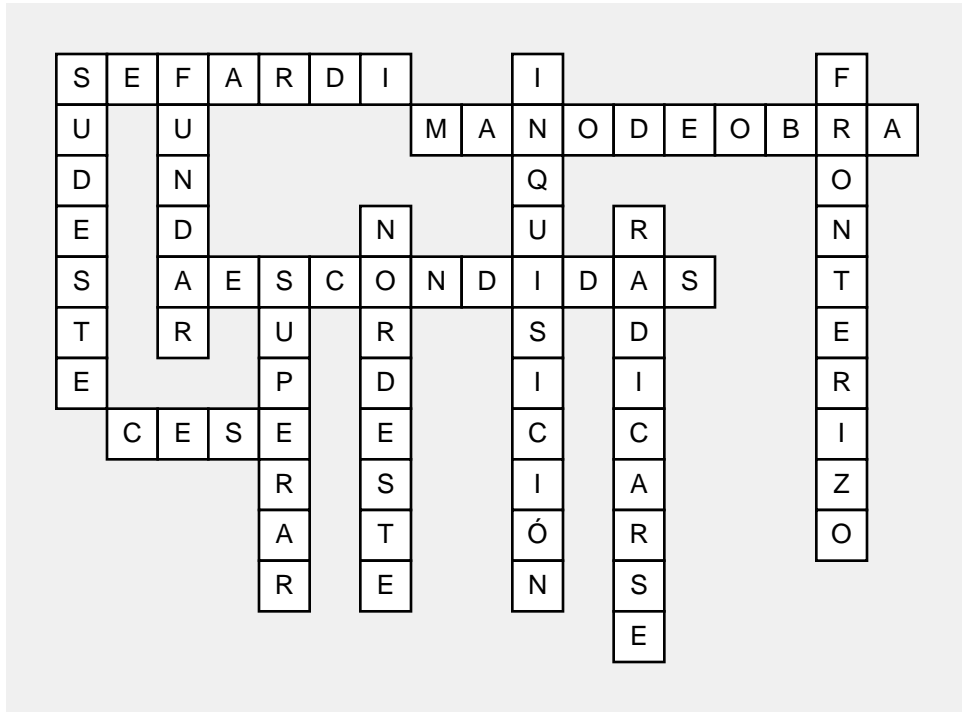 S E F A R D I I F
U U M A N O D E O B R A
D N Q O
E D N U R N
S A E S C O N D I D A S T
T R U R S D E
E P D I I R
C E S E E C C I
R S I A Z
A T Ó R O
R E N S
E